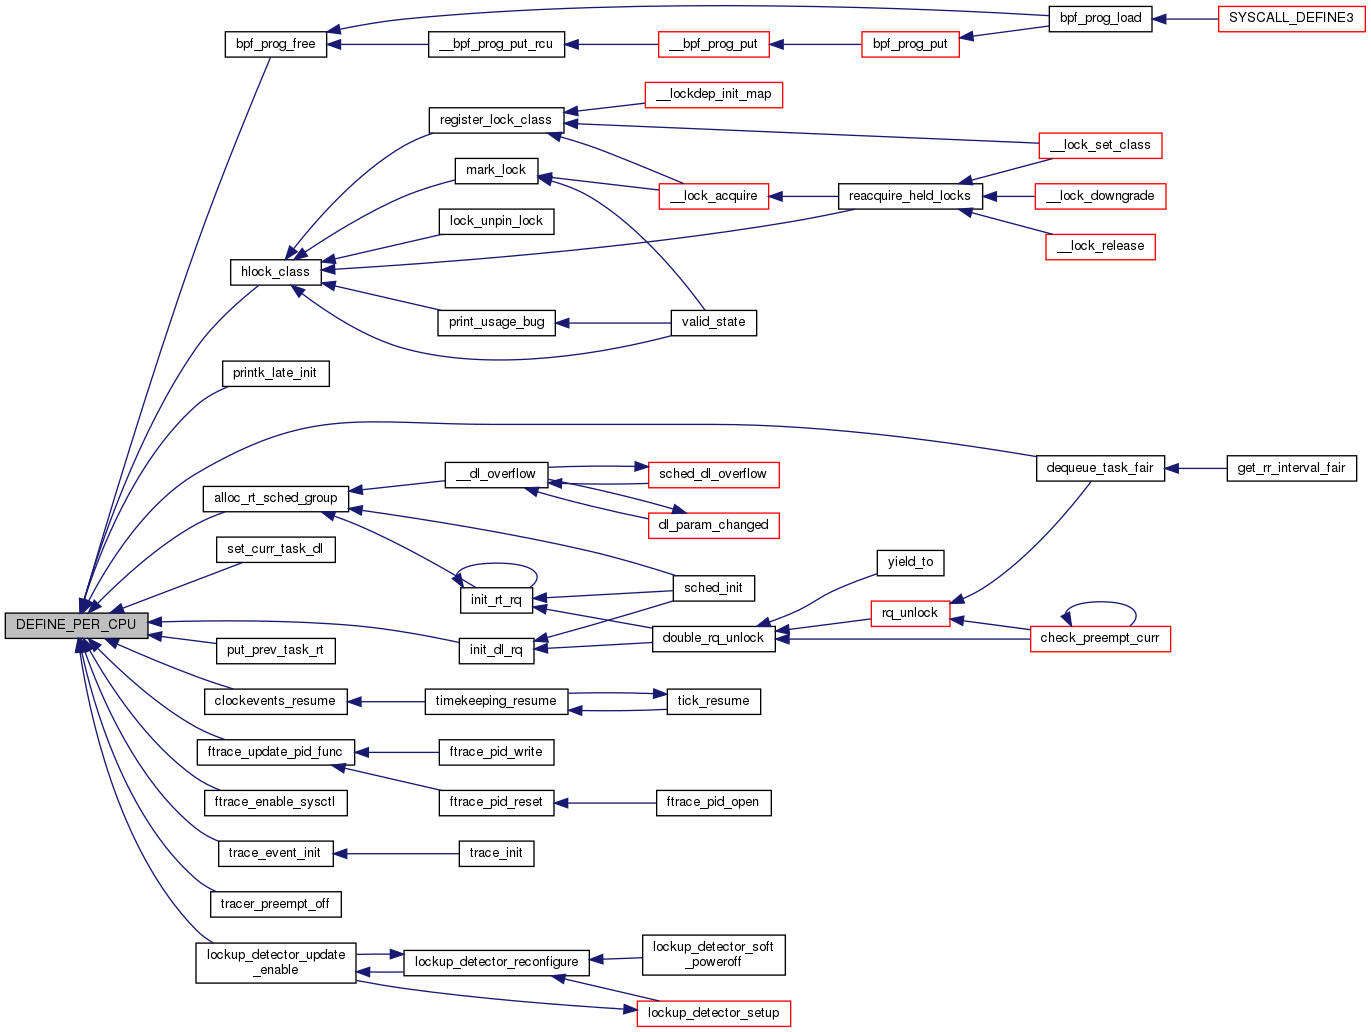 bpf_prog_load
SYSCALL_DEFINE3
bpf_prog_free
__bpf_prog_put_rcu
__bpf_prog_put
bpf_prog_put
__lockdep_init_map
register_lock_class
__lock_set_class
mark_lock
__lock_acquire
reacquire_held_locks
__lock_downgrade
lock_unpin_lock
__lock_release
hlock_class
print_usage_bug
valid_state
printk_late_init
dequeue_task_fair
get_rr_interval_fair
__dl_overflow
sched_dl_overflow
alloc_rt_sched_group
dl_param_changed
set_curr_task_dl
yield_to
sched_init
init_rt_rq
rq_unlock
DEFINE_PER_CPU
double_rq_unlock
check_preempt_curr
put_prev_task_rt
init_dl_rq
clockevents_resume
timekeeping_resume
tick_resume
ftrace_update_pid_func
ftrace_pid_write
ftrace_enable_sysctl
ftrace_pid_reset
ftrace_pid_open
trace_event_init
trace_init
tracer_preempt_off
lockup_detector_update
_enable
lockup_detector_reconfigure
lockup_detector_soft
_poweroff
lockup_detector_setup